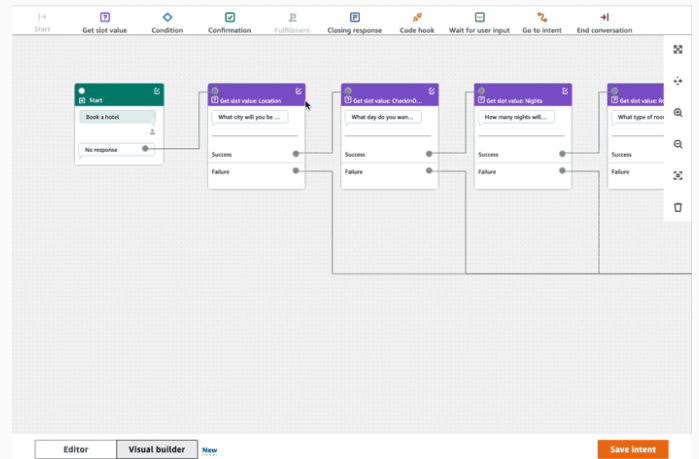 Start
Get slot value
Condition
Confirmation
Fulfillment
Closing response
Code hook
Wait for user input
Go to intent
End conversation
Start
Book a hotel
No response
Get slot value: Location
What city will you be ...
Success
Failure
Get slot value: CheckInD...
What day do you wan...
Success
Failure
Get slot value: Nights
How many nights will...
Success
Failure
Get slot value: Ro
What type of roo
Success
Failure
Editor
Visual builder
New
Save intent